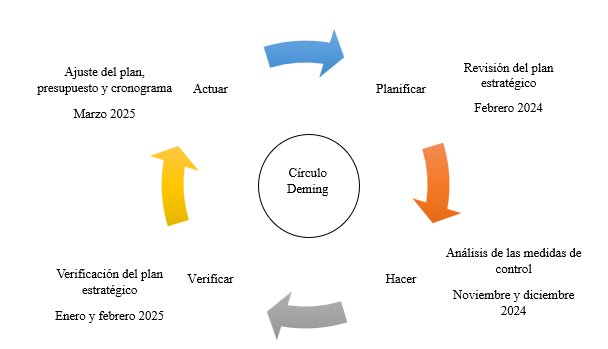 Ajuste del plan,
presupuesto y cronograma
Marzo 2025
Actuar
Planificar
Revisión del plan
estratégico
Febrero 2024
Círculo
Deming
Verificación del plan
estratégico
Enero y febrero 2025
Verificar
Hacer
Análisis de las medidas de
control
Noviembre y diciembre
2024